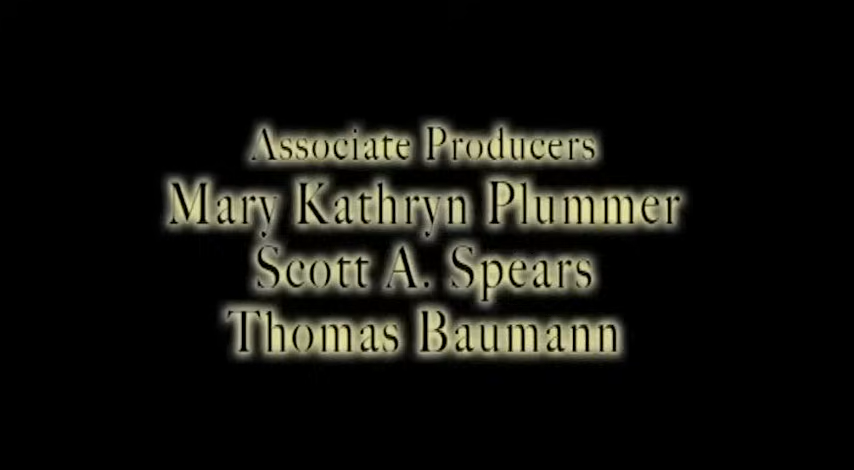 Associate Producers
Mary Kathryn Plummer
Scott A. Spears
Thomas Baumann